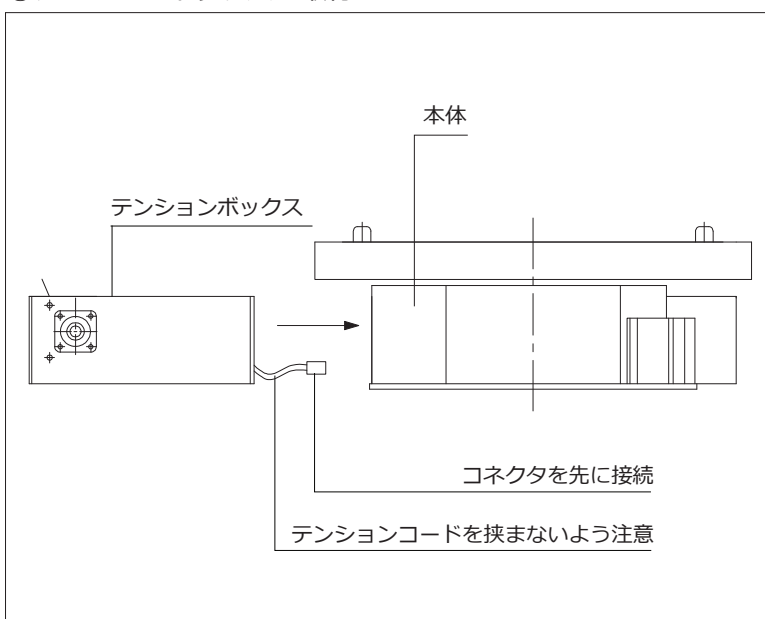 本体
テンションボックス
コネクタを先に接続
テンションコードを挟まないよう注意